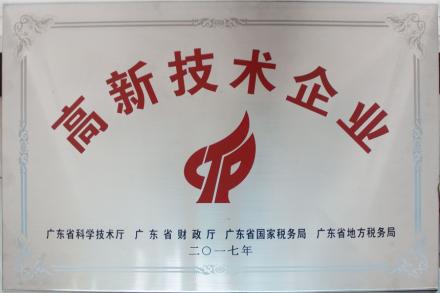 高新技术企业
广东省科学技术厅 广东省财政厅 广东省国家税务局 广东省地方税务局
二〇一七年